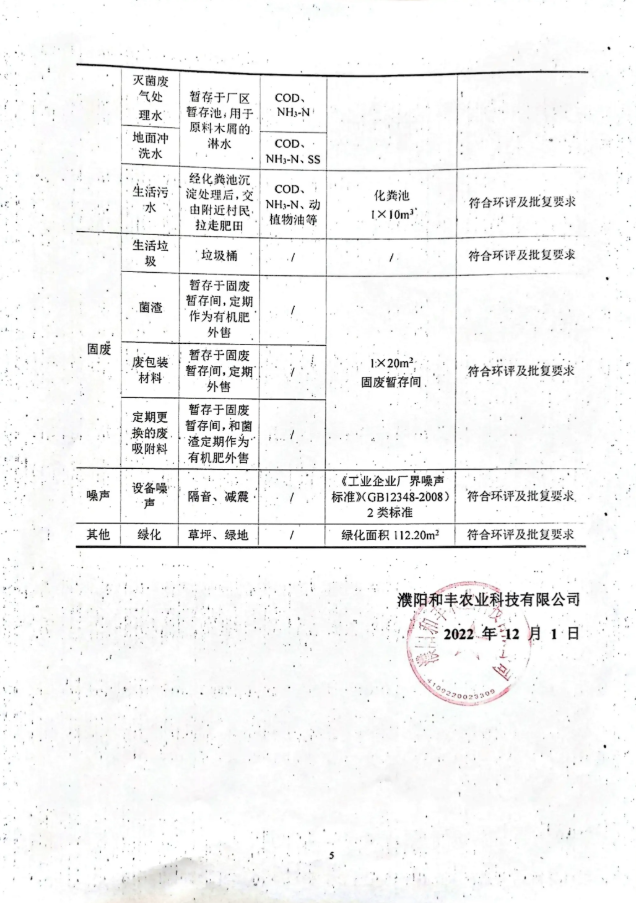 灭菌废
气处
理水
暂存于厂区
暂存池,用于
原料木屑的
淋水
COD、
NH₃-N
地面冲
洗水
COD、
NH₃-N、SS
生活污
水
经化粪池沉
淀处理后,交
由附近村民
拉走肥田
COD、
NH₃-N、动
植物油等
化粪池
1×10m³
符合环评及批复要求
固废
生活垃
圾
垃圾桶
/
/
符合环评及批复要求
菌渣
暂存于固废
暂存间,定期
作为有机肥
外售
/
1×20m²
固废暂存间
符合环评及批复要求
废包装
材料
暂存于固废
暂存间,定期
外售
/
定期更
换的废
吸附料
暂存于固废
暂存间,和菌
渣定期作为
有机肥外售
/
噪声
设备噪
声
隔音、减震
/
《工业企业厂界噪声
标准》(GB12348-2008)
2 类标准
符合环评及批复要求
其他
绿化
草坪、绿地
/
绿化面积 112.20m²
符合环评及批复要求
濮阳和丰农业科技有限公司
2022 年 12 月 1 日
5